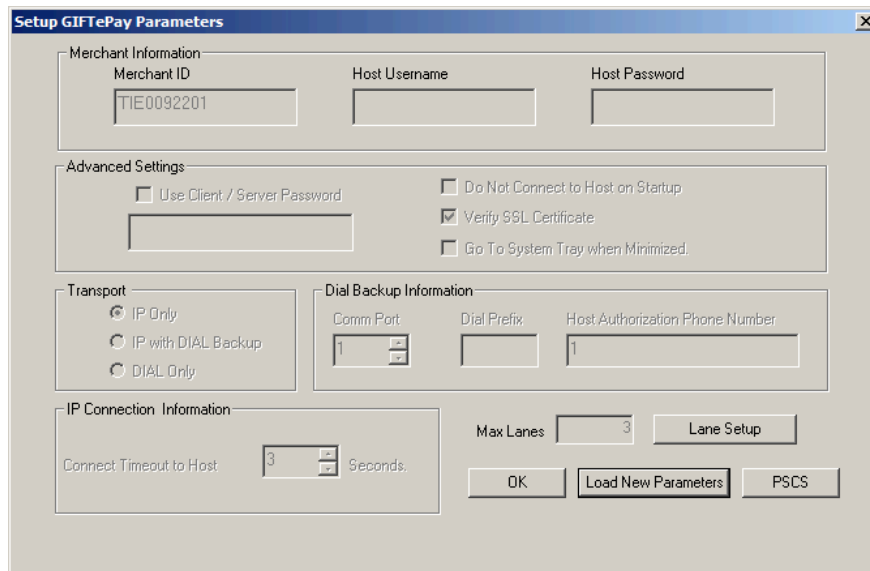 Setup GIFTePay Parameters
Merchant Information
Merchant ID Host Username Host Password
TIE0092201
Advanced Settings
Use Client / Server Password
Do Not Connect to Host on Startup
Verify SSL Certificate
Go To System Tray when Minimized.
Transport
IP Only
IP with DIAL Backup
DIAL Only
Dial Backup Information
Comm Port Dial Prefix Host Authorization Phone Number
1 1
IP Connection Information
Connect Timeout to Host 3 Seconds.
Max Lanes 3 Lane Setup
OK Load New Parameters PSCS